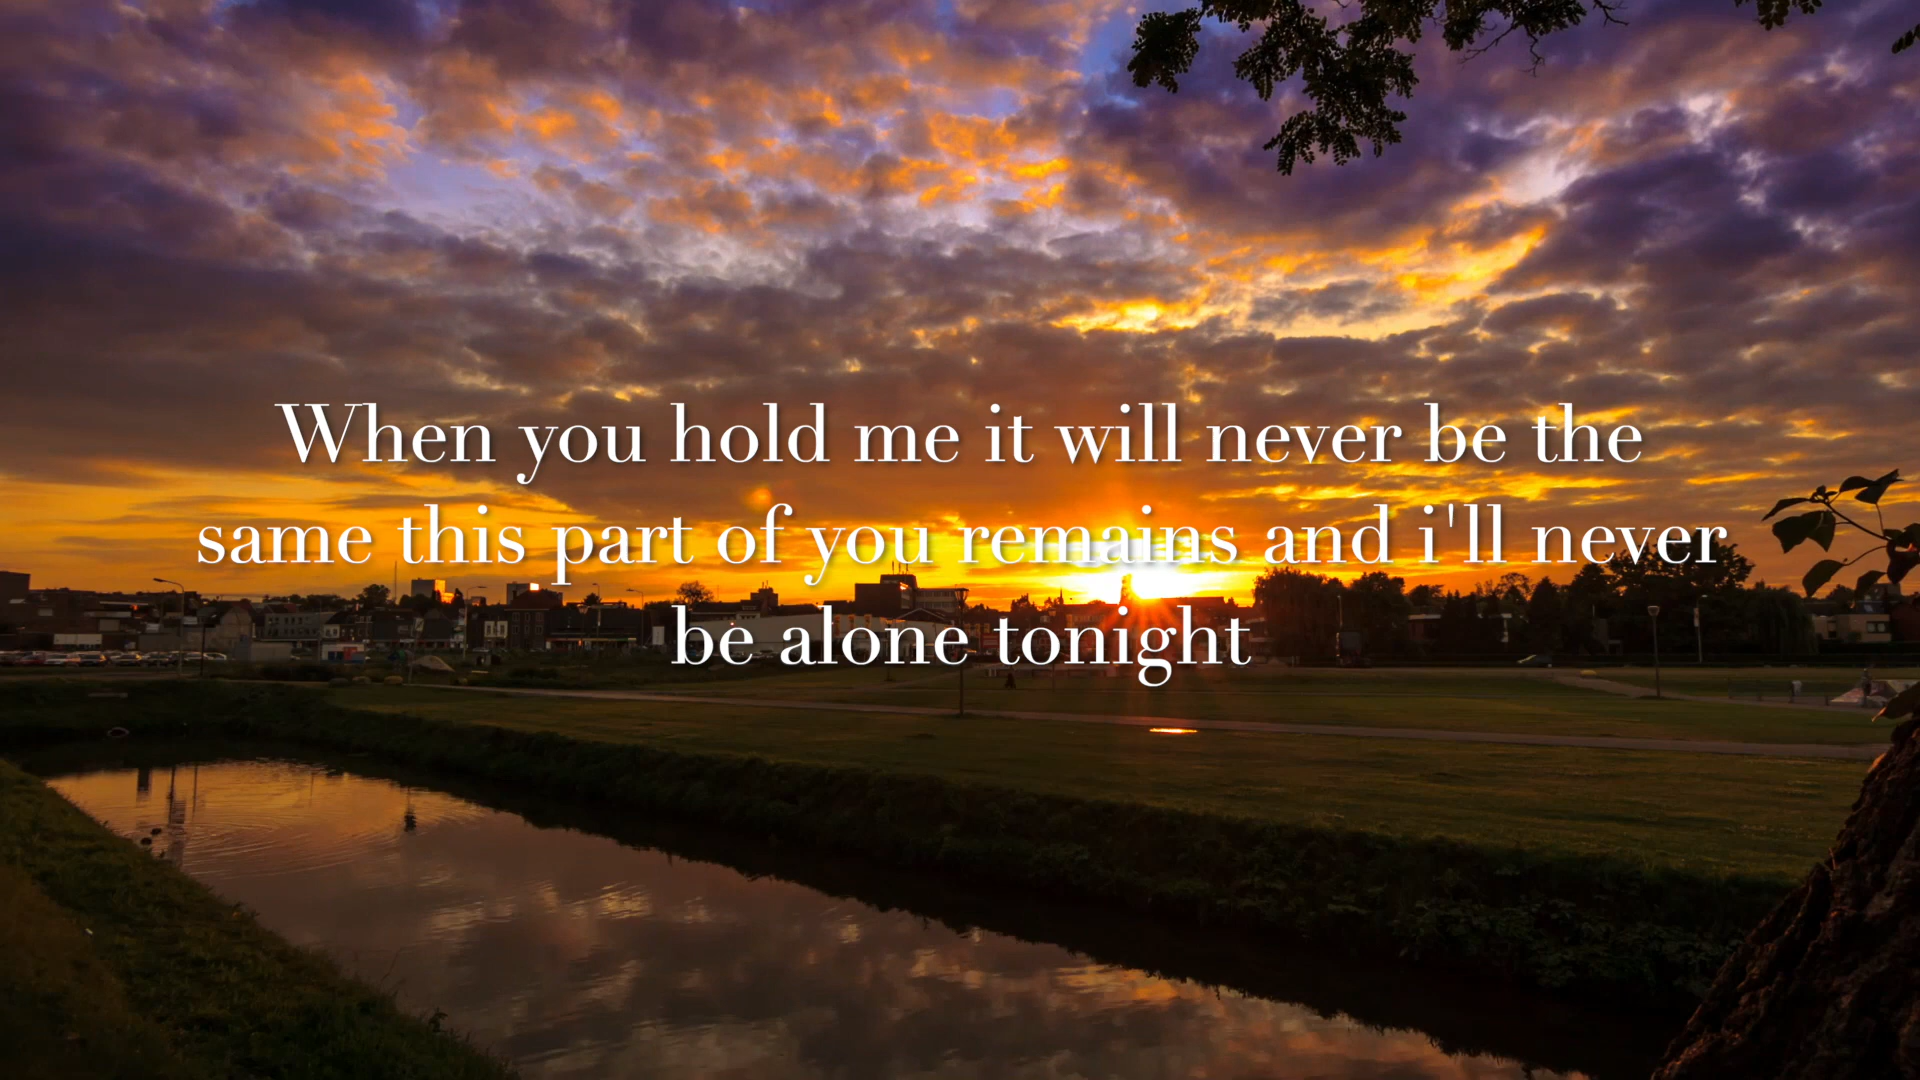 When you hold me it will never be the
same this part of you remains and i'll never
be alone tonight